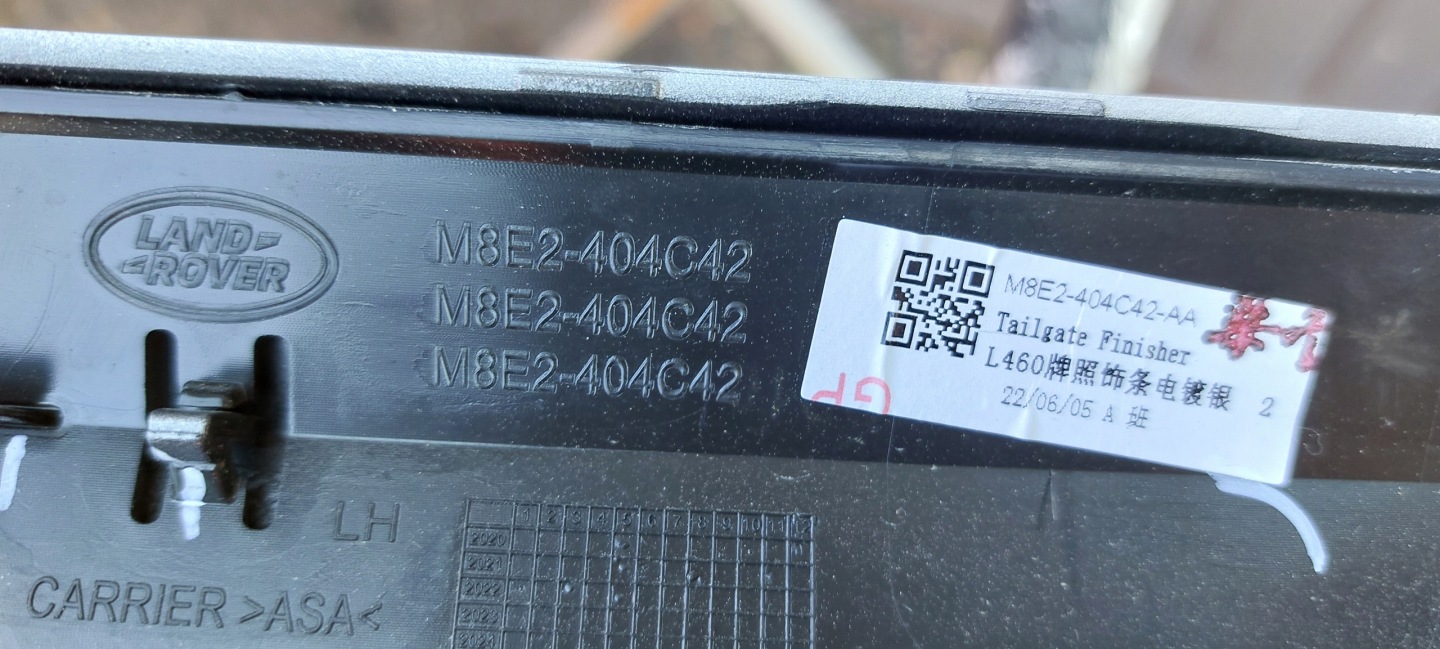 LAND
ROVER
M8E2-404C42
M8E2-404C42
M8E2-404C42
M8E2-404C42-AA
Tailgate Finisher
L460牌照饰条电镀银 2
22/06/05 A 班
GP
LH
1 2 3 4 5 6 7 8 9 10 11 12
2020
2021
2022
2023
CARRIER >ASA<